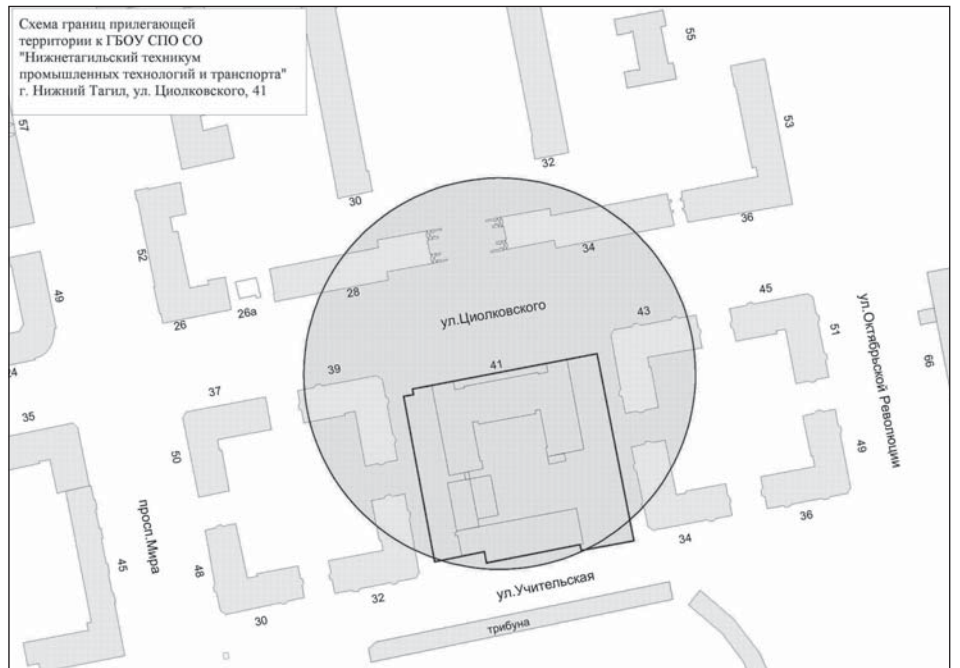 Схема границ прилегающей
территории к ГБОУ СПО СО
"Нижнетагильский техникум
промышленных технологий и транспорта"
г. Нижний Тагил, ул. Циолковского, 41
55
57
53
32
30
36
52
34
49
28
26а
26
ул.Циолковского
43
45
ул.Октябрьской Революции
51
66
24
41
39
37
35
50
49
просп.Мира
36
34
45
48
32
30
ул.Учительская
трибуна